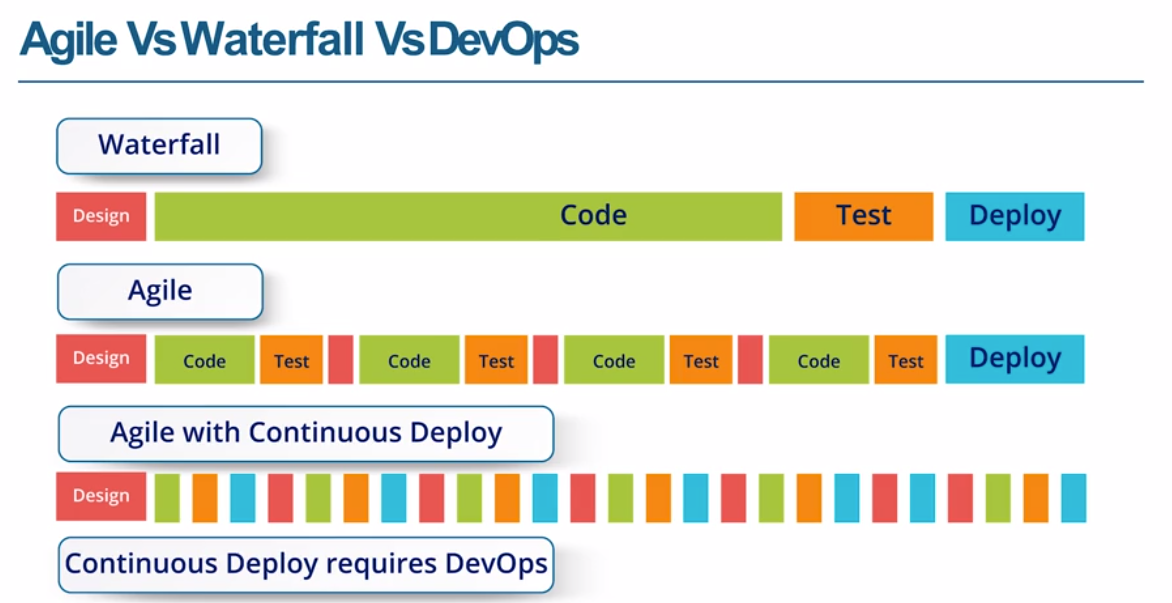 Agile Vs Waterfall Vs DevOps
Waterfall
Design Code Test Deploy
Agile
Design Code Test Code Test Code Test Code Test Deploy
Agile with Continuous Deploy
Design
Continuous Deploy requires DevOps